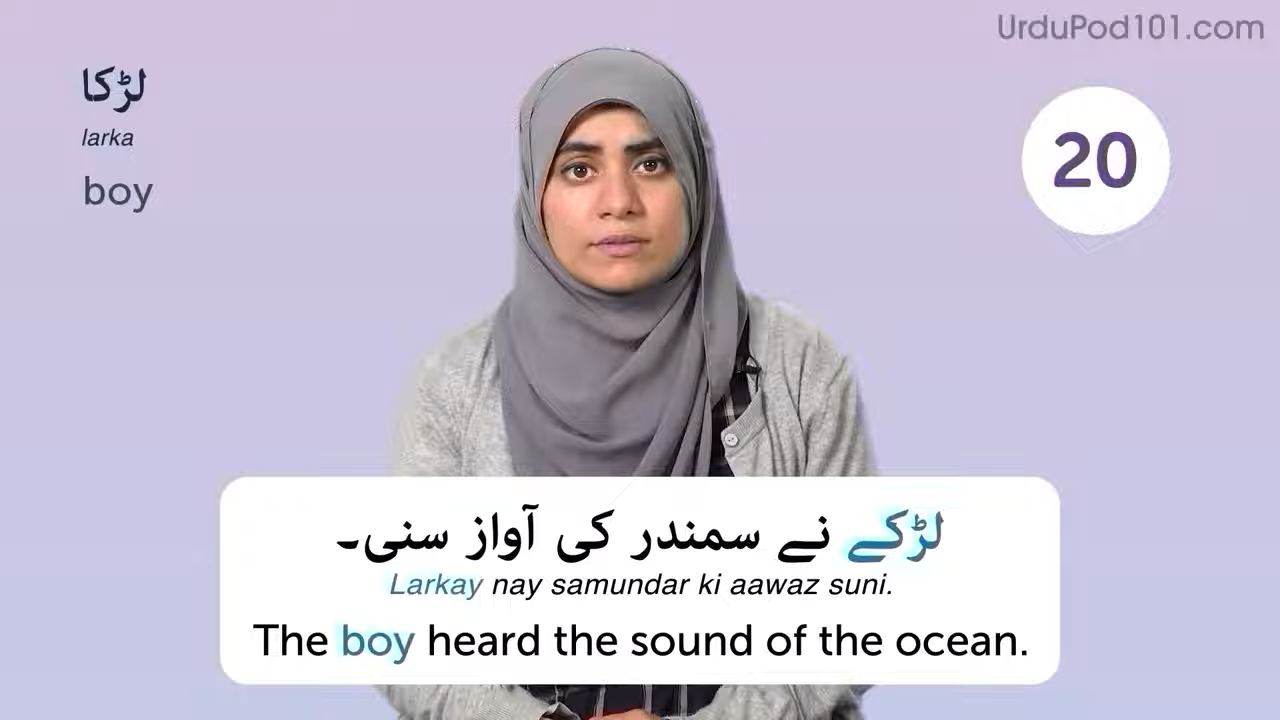 UrduPod101.com
لڑکا
larka
boy
20
لڑکے نے سمندر کی آواز سنی۔
Larkay nay samundar ki aawaz suni.
The boy heard the sound of the ocean.